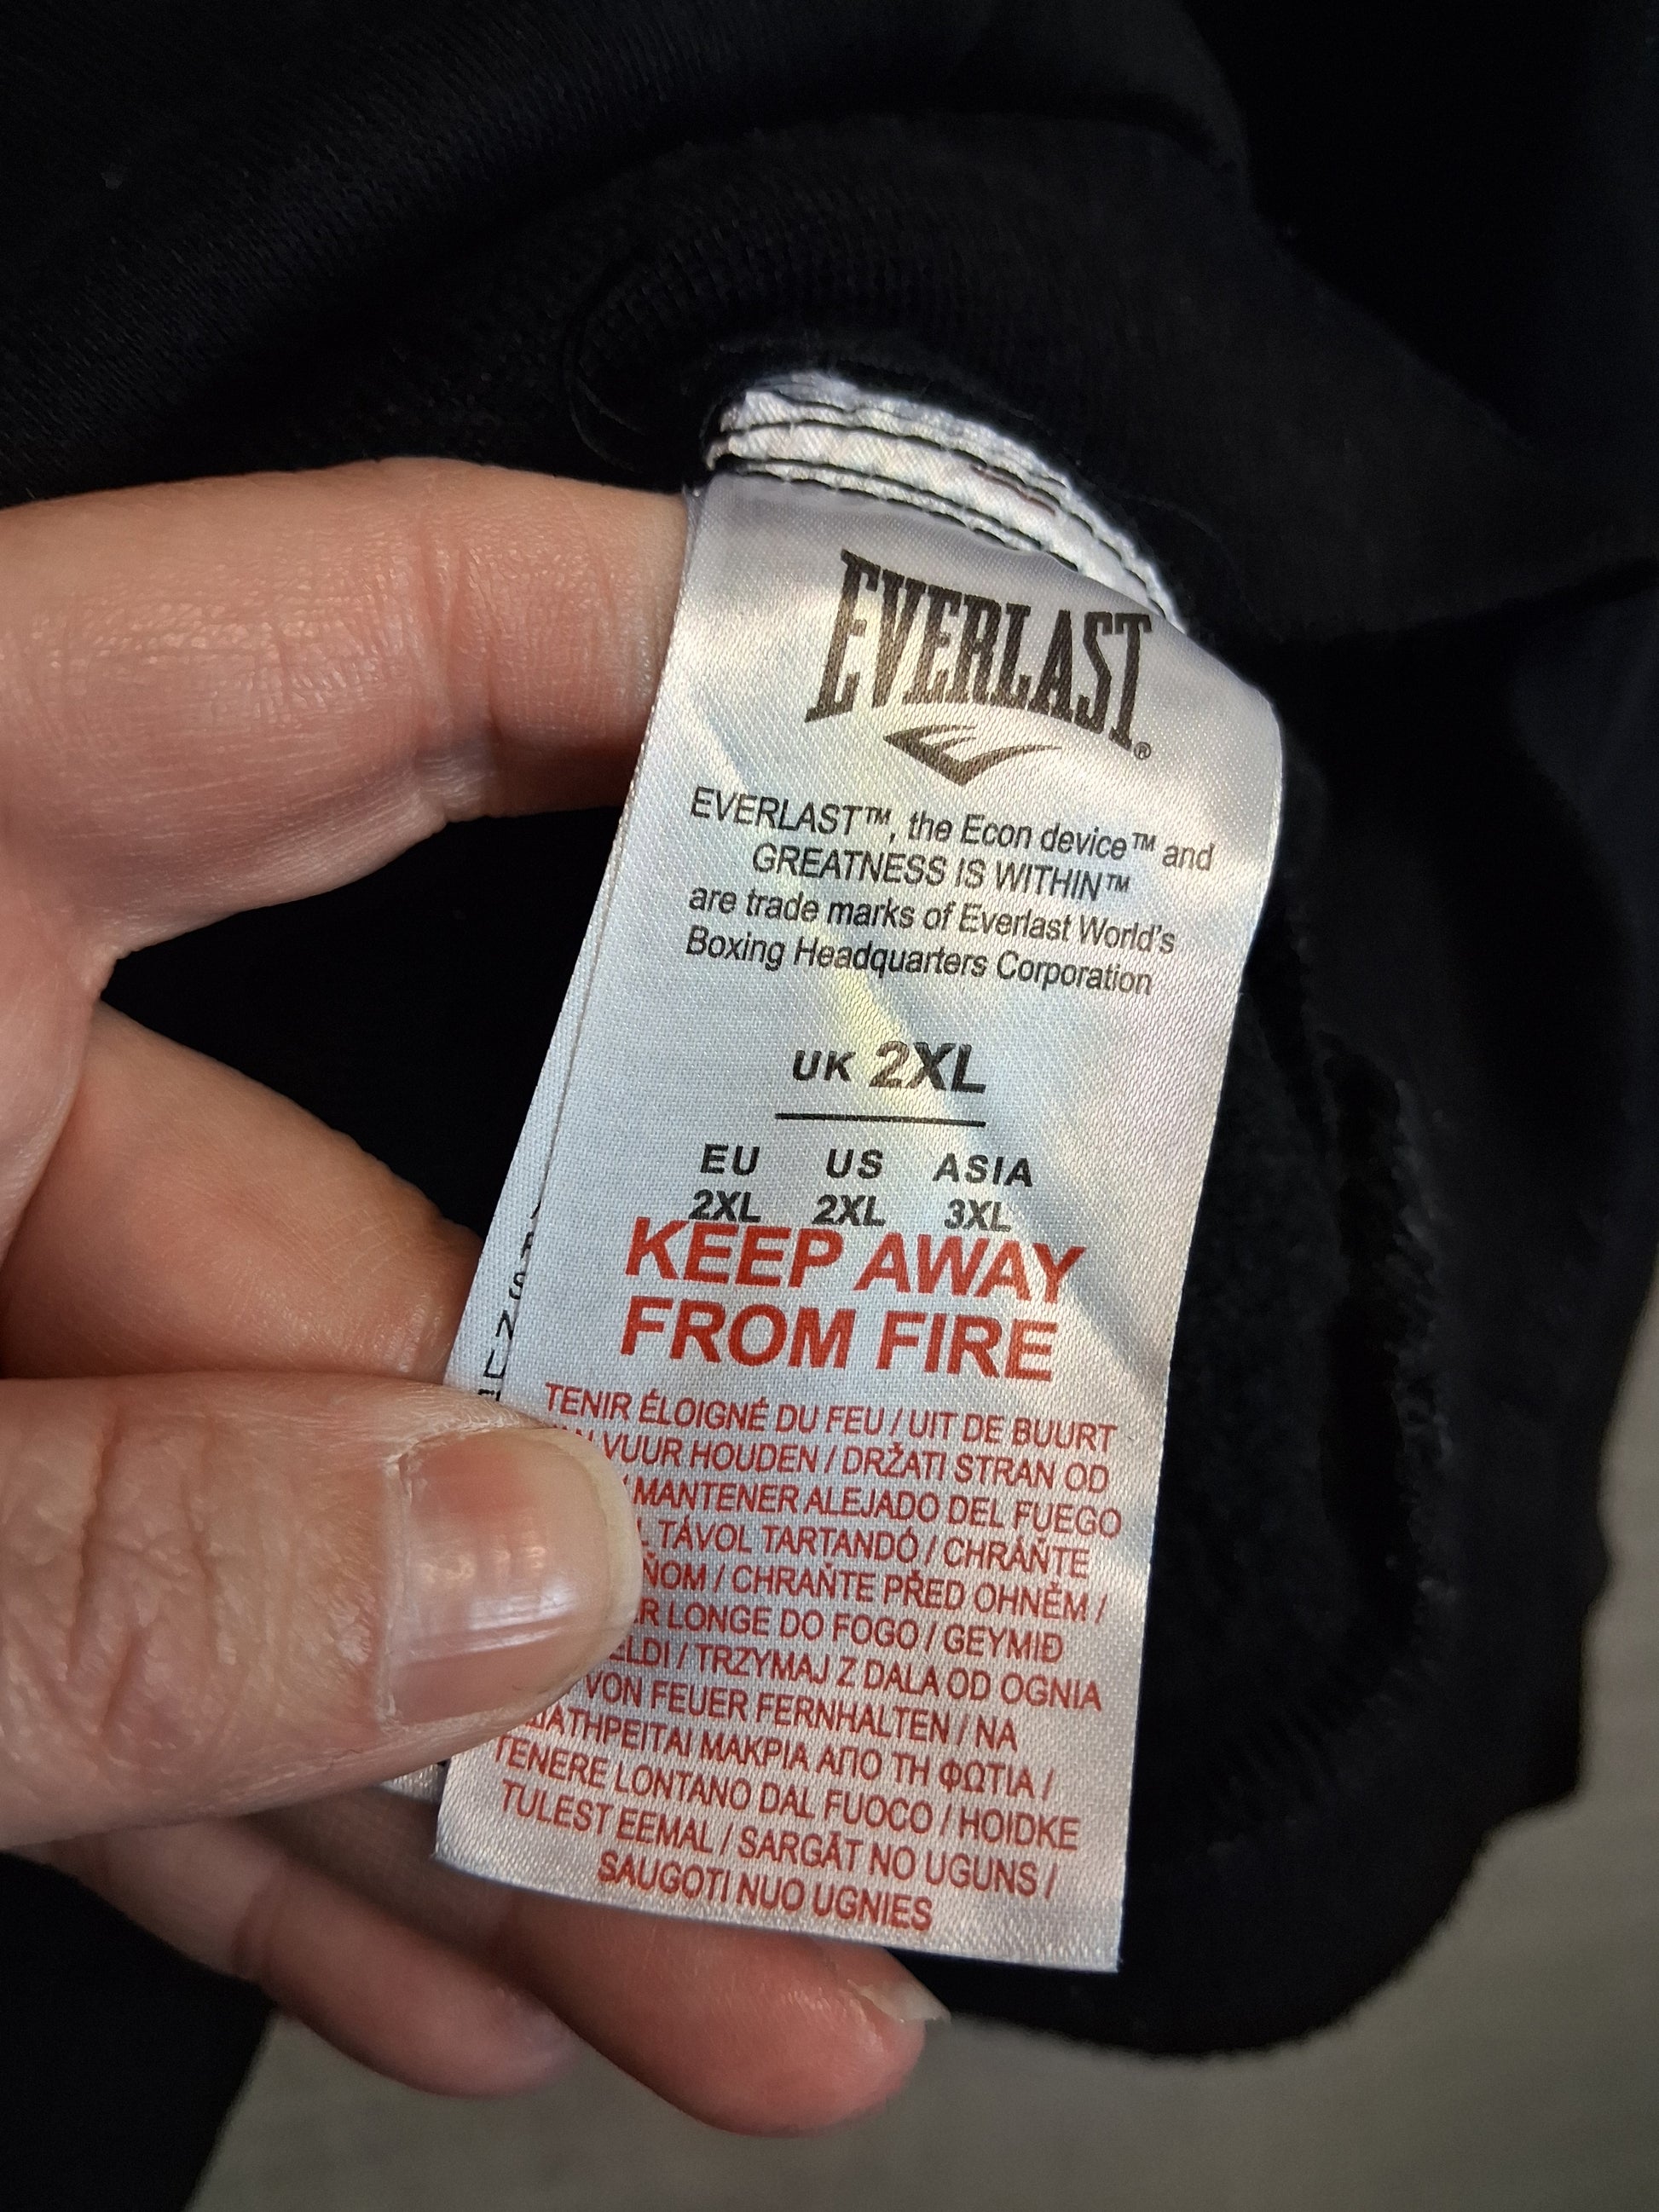 EVERLAST®
EVERLAST™, the Econ device™ and
GREATNESS IS WITHIN™
are trade marks of Everlast World's
Boxing Headquarters Corporation
UK 2XL
EU US ASIA
2XL 2XL 3XL
KEEP AWAY
FROM FIRE
TENIR ÉLOIGNÉ DU FEU / UIT DE BUURT
VUUR HOUDEN / DRŽATI STRAN OD
/ MANTENER ALEJADO DEL FUEGO
TÁVOL TARTANDÓ / CHRÁŇTE
/ CHRAŇTE PŘED OHNĚM /
LONGE DO FOGO / GEYMIÐ
/ TRZYMAJ Z DALA OD OGNIA
VON FEUER FERNHALTEN / NA
ΜΑΚΡΙΑ ΑΠΟ ΤΗ ΦΩΤΙΑ /
TENERE LONTANO DAL FUOCO / HOIDKE
TULEST EEMAL / SARGĀT NO UGUNS /
SAUGOTI NUO UGNIES